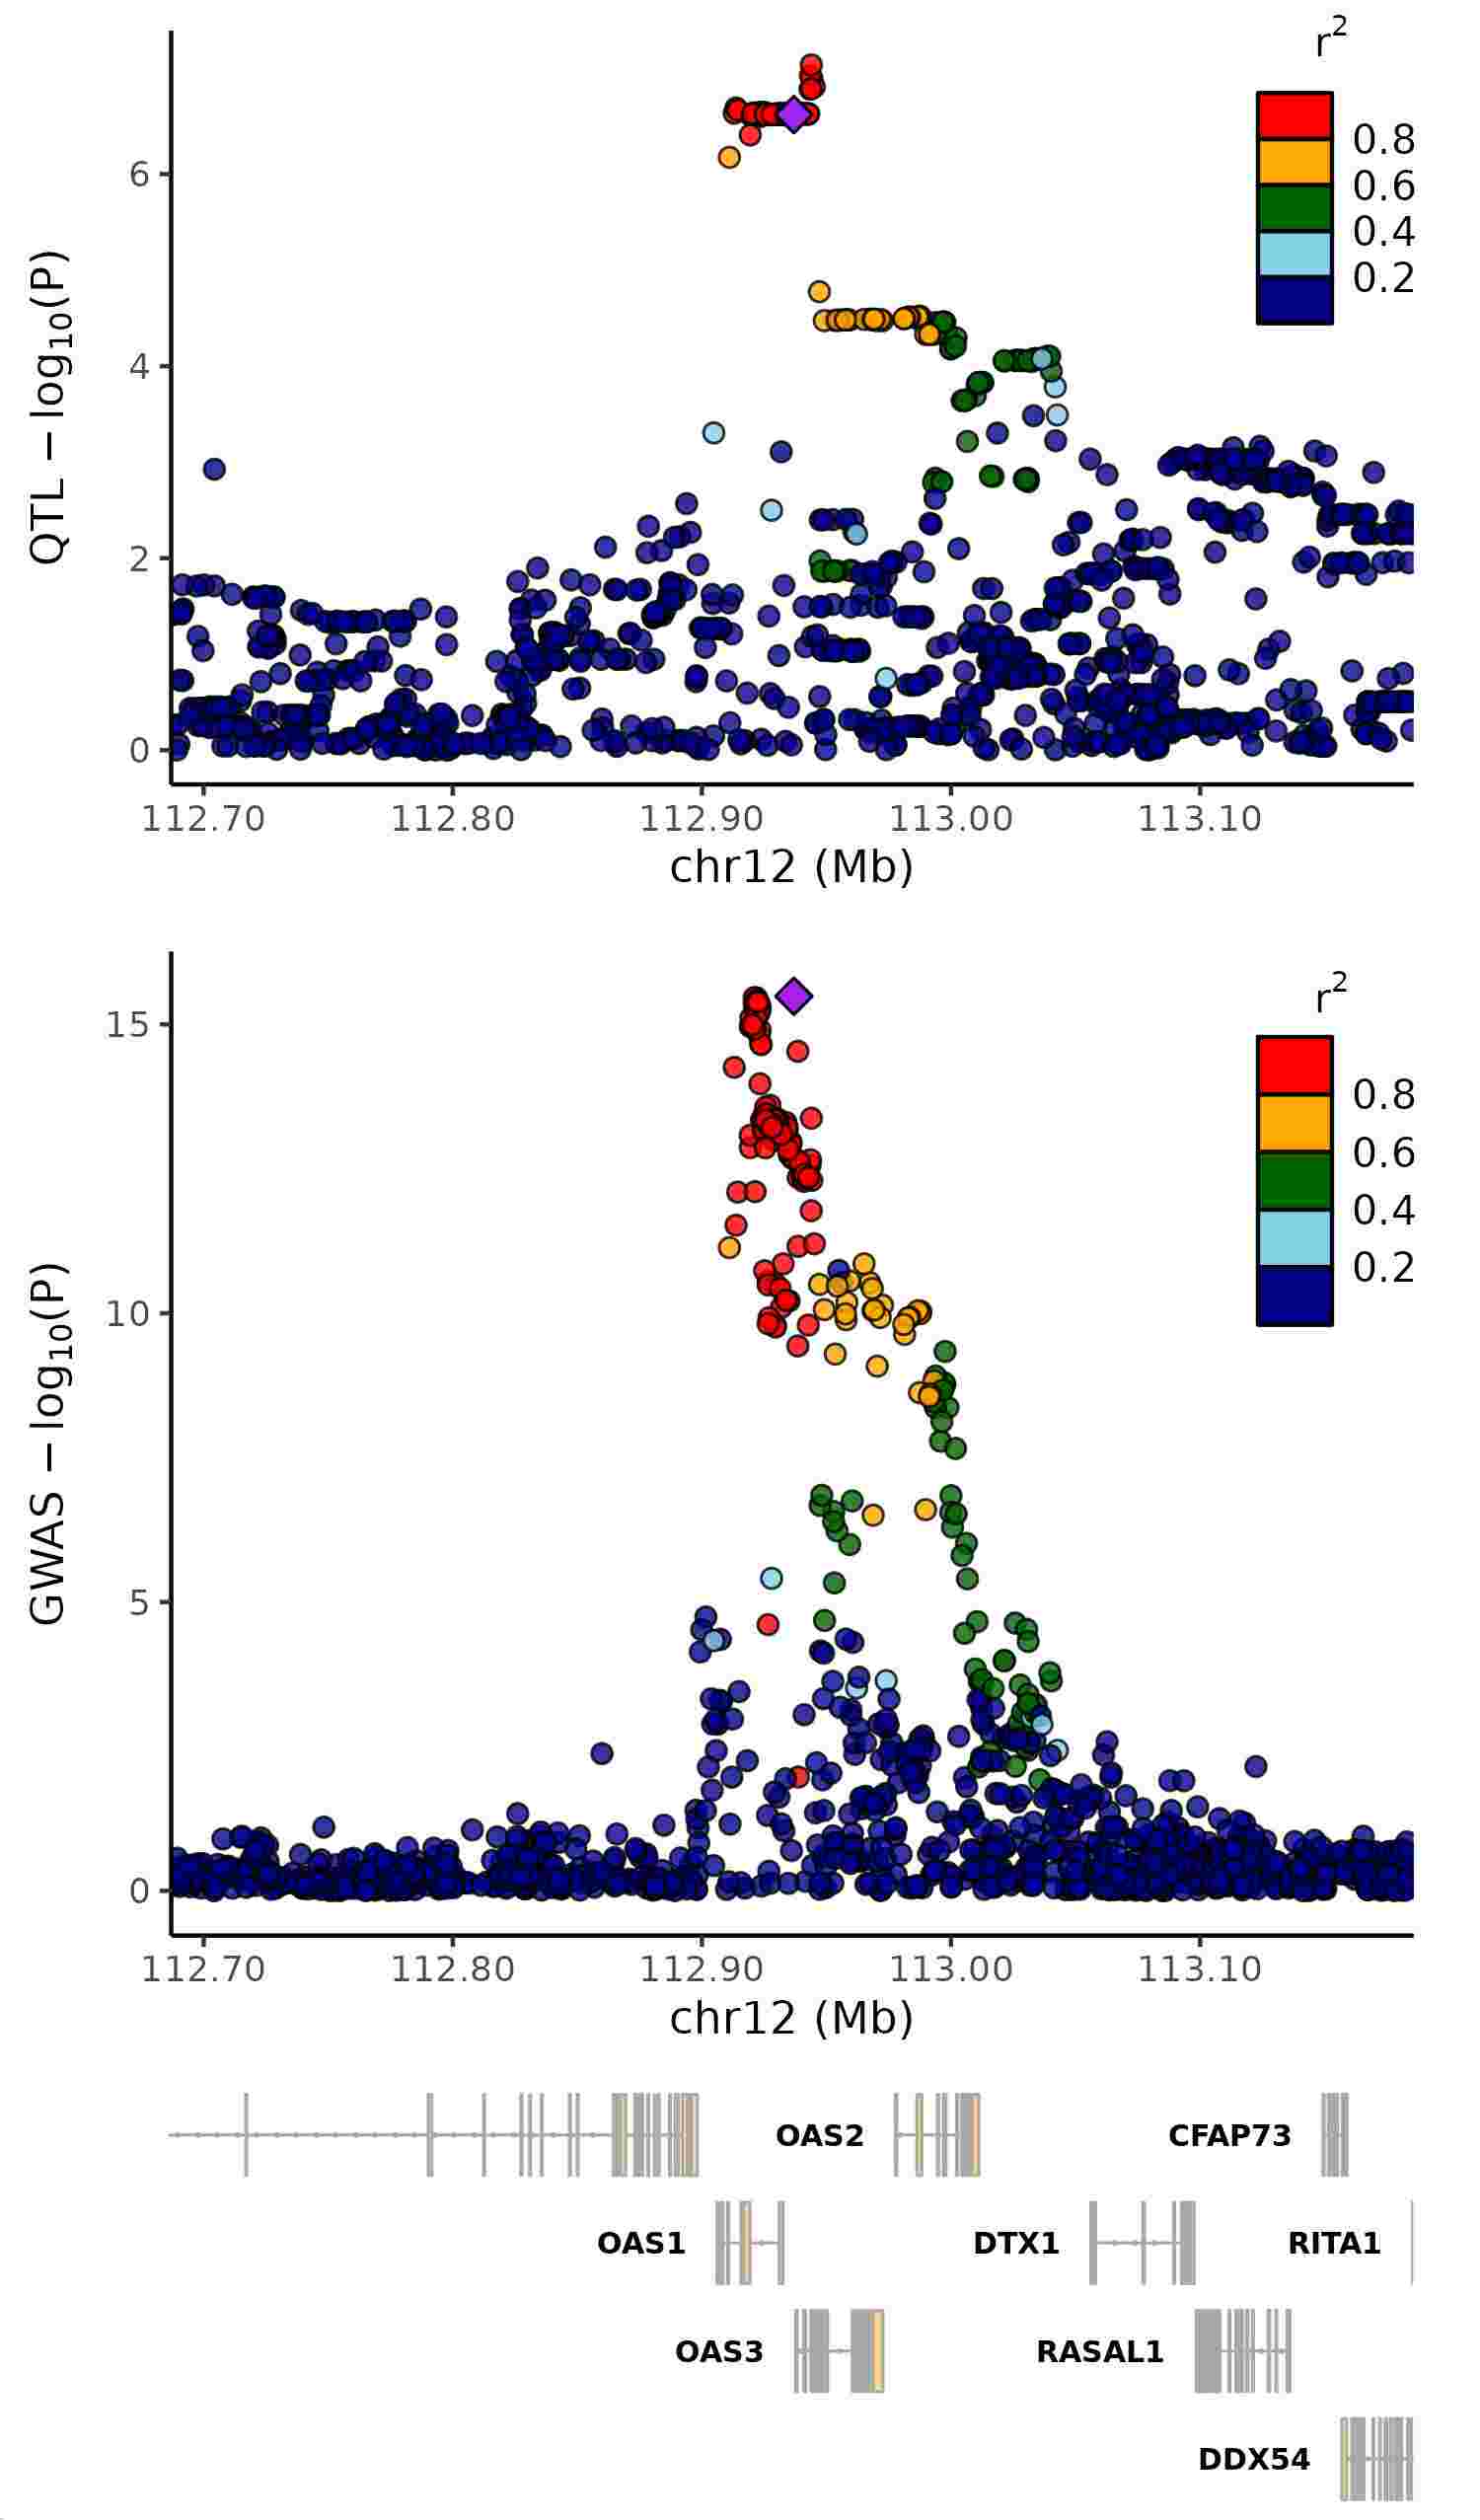 r²
0.8
0.6
0.4
0.2
QTL − log₁₀(P)
6
4
2
0
112.70 112.80 112.90 113.00 113.10
chr12 (Mb)
r²
0.8
0.6
0.4
0.2
GWAS − log₁₀(P)
15
10
5
0
112.70 112.80 112.90 113.00 113.10
chr12 (Mb)
OAS2 CFAP73
OAS1 DTX1 RITA1
OAS3 RASAL1
DDX54